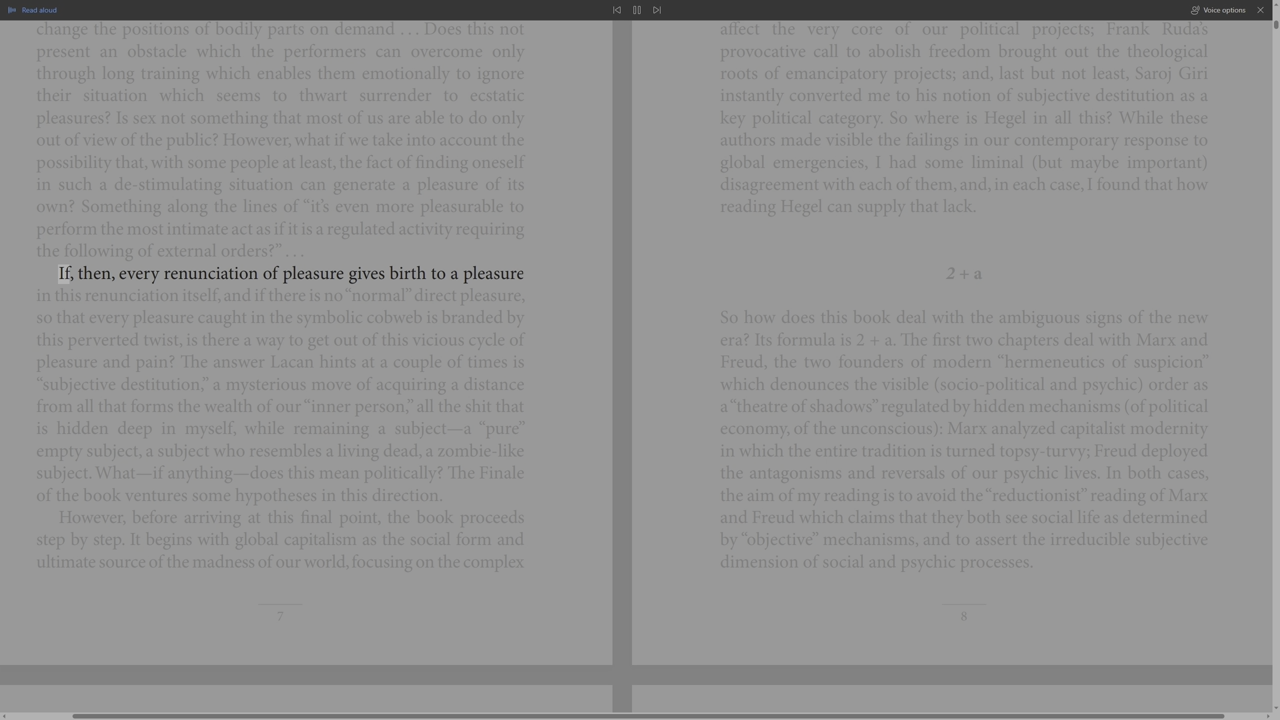 Read aloud
Voice options
change the positions of bodily parts on demand . . . Does this not
present an obstacle which the performers can overcome only
through long training which enables them emotionally to ignore
their situation which seems to thwart surrender to ecstatic
pleasures? Is sex not something that most of us are able to do only
out of view of the public? However, what if we take into account the
possibility that, with some people at least, the fact of finding oneself
in such a de-stimulating situation can generate a pleasure of its
own? Something along the lines of “it’s even more pleasurable to
perform the most intimate act as if it is a regulated activity requiring
the following of external orders?” . . .
If, then, every renunciation of pleasure gives birth to a pleasure
in this renunciation itself, and if there is no “normal” direct pleasure,
so that every pleasure caught in the symbolic cobweb is branded by
this perverted twist, is there a way to get out of this vicious cycle of
pleasure and pain? The answer Lacan hints at a couple of times is
“subjective destitution,” a mysterious move of acquiring a distance
from all that forms the wealth of our “inner person,” all the shit that
is hidden deep in myself, while remaining a subject—a “pure”
empty subject, a subject who resembles a living dead, a zombie-like
subject. What—if anything—does this mean politically? The Finale
of the book ventures some hypotheses in this direction.
However, before arriving at this final point, the book proceeds
step by step. It begins with global capitalism as the social form and
ultimate source of the madness of our world, focusing on the complex
7
affect the very core of our political projects; Frank Ruda’s
provocative call to abolish freedom brought out the theological
roots of emancipatory projects; and, last but not least, Saroj Giri
instantly converted me to his notion of subjective destitution as a
key political category. So where is Hegel in all this? While these
authors made visible the failings in our contemporary response to
global emergencies, I had some liminal (but maybe important)
disagreement with each of them, and, in each case, I found that how
reading Hegel can supply that lack.
2 + a
So how does this book deal with the ambiguous signs of the new
era? Its formula is 2 + a. The first two chapters deal with Marx and
Freud, the two founders of modern “hermeneutics of suspicion”
which denounces the visible (socio-political and psychic) order as
a “theatre of shadows” regulated by hidden mechanisms (of political
economy, of the unconscious): Marx analyzed capitalist modernity
in which the entire tradition is turned topsy-turvy; Freud deployed
the antagonisms and reversals of our psychic lives. In both cases,
the aim of my reading is to avoid the “reductionist” reading of Marx
and Freud which claims that they both see social life as determined
by “objective” mechanisms, and to assert the irreducible subjective
dimension of social and psychic processes.
8